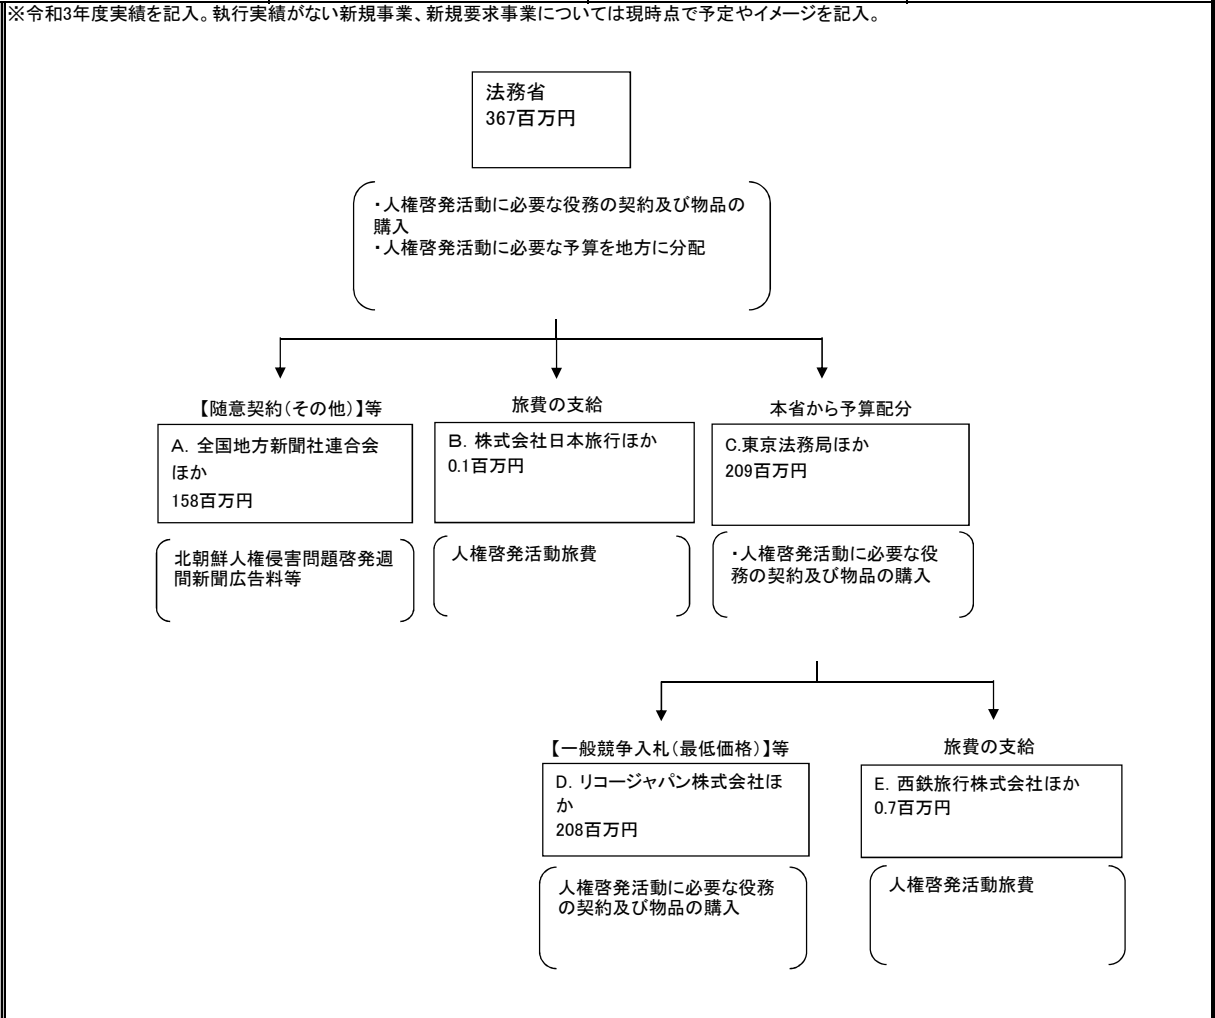 ※令和3年度実績を記入。執行実績がない新規事業、新規要求事業については現時点で予定やイメージを記入。
法務省
367百万円
・人権啓発活動に必要な役務の契約及び物品の
購入
・人権啓発活動に必要な予算を地方に分配
【随意契約(その他)】等
A. 全国地方新聞社連合会
ほか
158百万円
北朝鮮人権侵害問題啓発週
間新聞広告料等
旅費の支給
B. 株式会社日本旅行ほか
0.1百万円
人権啓発活動旅費
本省から予算配分
C.東京法務局ほか
209百万円
・人権啓発活動に必要な役
務の契約及び物品の購入
【一般競争入札(最低価格)】等
D. リコージャパン株式会社ほ
か
208百万円
人権啓発活動に必要な役務
の契約及び物品の購入
旅費の支給
E. 西鉄旅行株式会社ほか
0.7百万円
人権啓発活動旅費